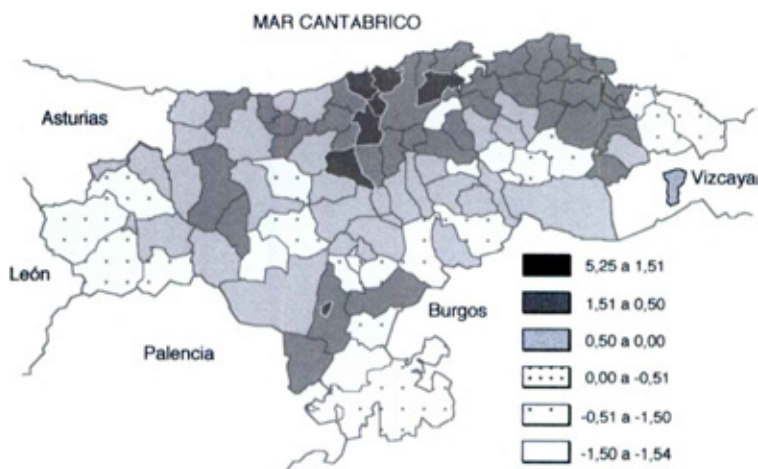 MAR CANTABRICO
Asturias
Vizcaya
León
Burgos
Palencia
5,25 a 1,51
1,51 a 0,50
0,50 a 0,00
0,00 a -0,51
-0,51 a -1,50
-1,50 a -1,54